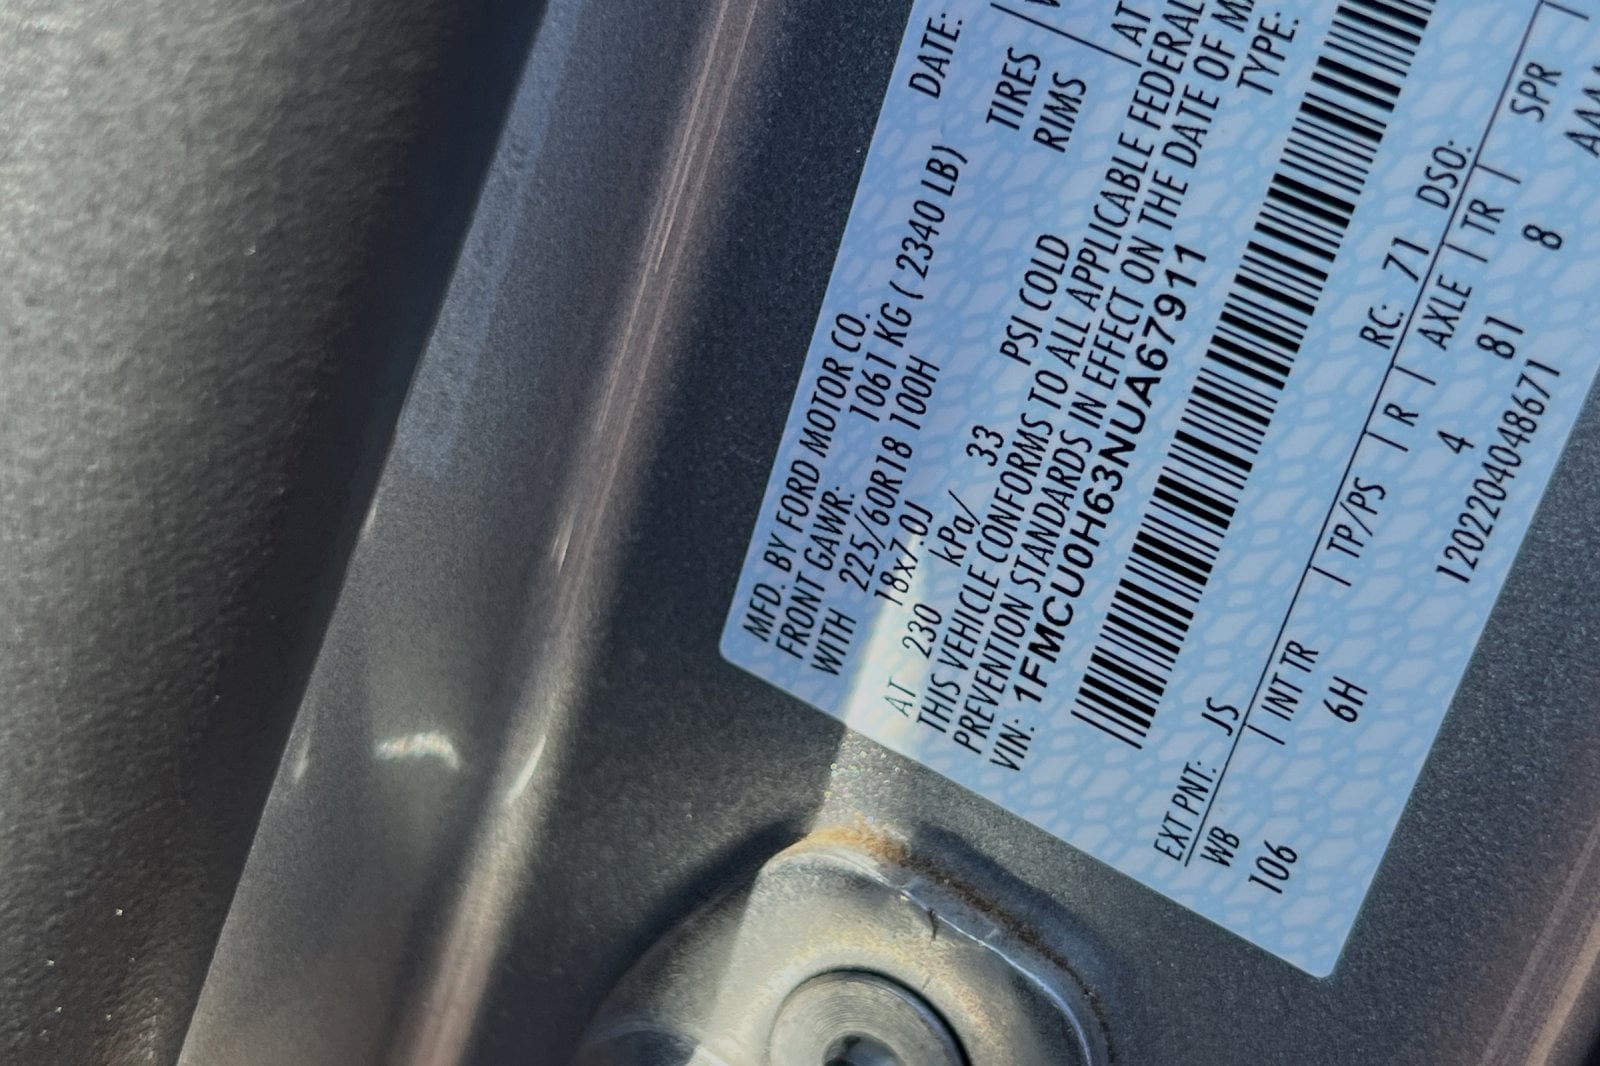 MFD. BY FORD MOTOR CO.
DATE:
FRONT GAWR: 1061 KG ( 2340 LB)
WITH 225/60R18 100H TIRES
18x7.0J RIMS
AT 230 kPa/ 33 PSI COLD AT
THIS VEHICLE CONFORMS TO ALL APPLICABLE FEDERAL
PREVENTION STANDARDS IN EFFECT ON THE DATE OF
VIN: 1FMCU0H63NUA67911
TYPE:
EXT PNT: JS RC: 71 DSO:
WB | INT TR | TP/PS | R | AXLE | TR | SPR |
106 6H 4 81 8
1202204048671